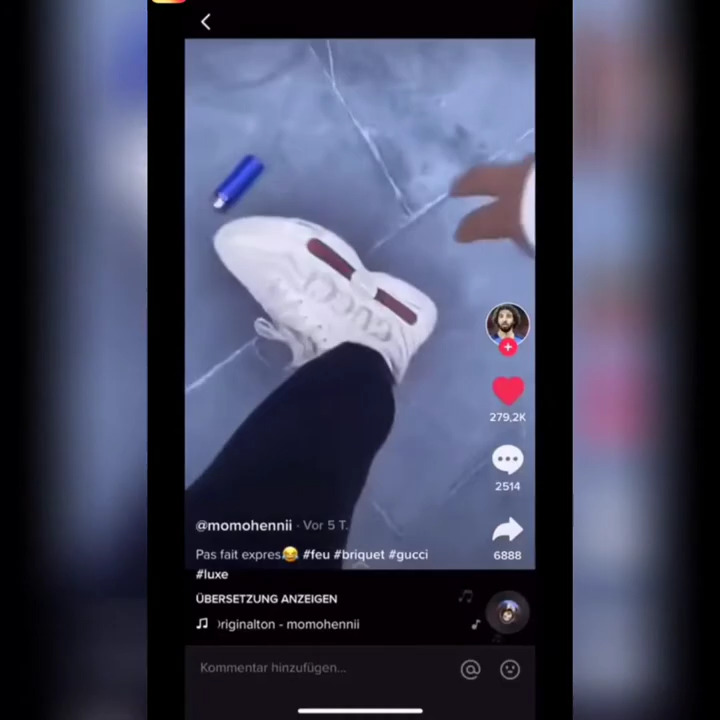 279,2K
2514
6888
@momohennii · Vor 5 T.
Pas fait expres😂 #feu #briquet #gucci
#luxe
ÜBERSETZUNG ANZEIGEN
riginalton - momohennii
Kommentar hinzufügen...